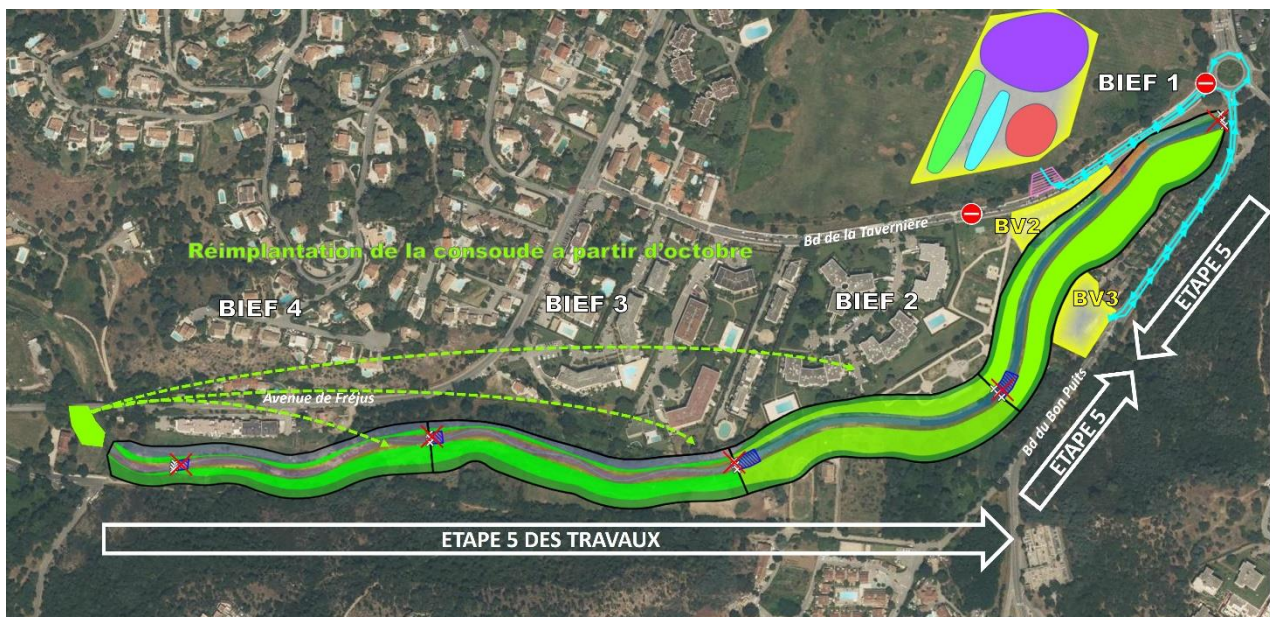 BIEF 1
Bd de la Tavernière
BV2
Réimplantation de la consoude a partir d'octobre
BIEF 4
BIEF 3
BIEF 2
BV3
ETAPE 5
Avenue de Fréjus
Bd du Bon Puits
ETAPE 5
ETAPE 5 DES TRAVAUX